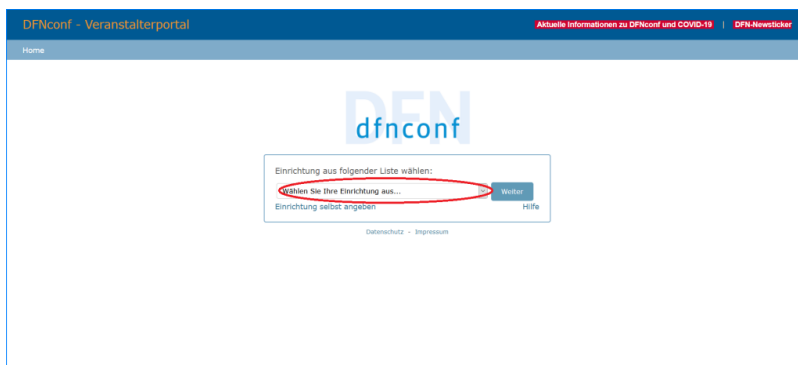 DFNconf - Veranstalterportal
Aktuelle Informationen zu DFNconf und COVID-19 | DFN-Newsticker
Home
DFN
dfnconf
Einrichtung aus folgender Liste wählen:
Wählen Sie Ihre Einrichtung aus... Weiter
Einrichtung selbst angeben Hilfe
Datenschutz - Impressum